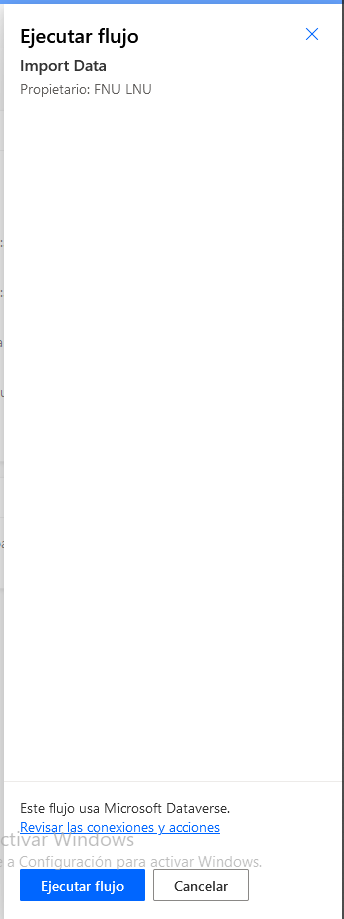 Ejecutar flujo
Import Data
Propietario: FNU LNU
Este flujo usa Microsoft Dataverse.
Revisar las conexiones y acciones
ctivar Windows
e a Configuración para activar Windows.
Ejecutar flujo
Cancelar